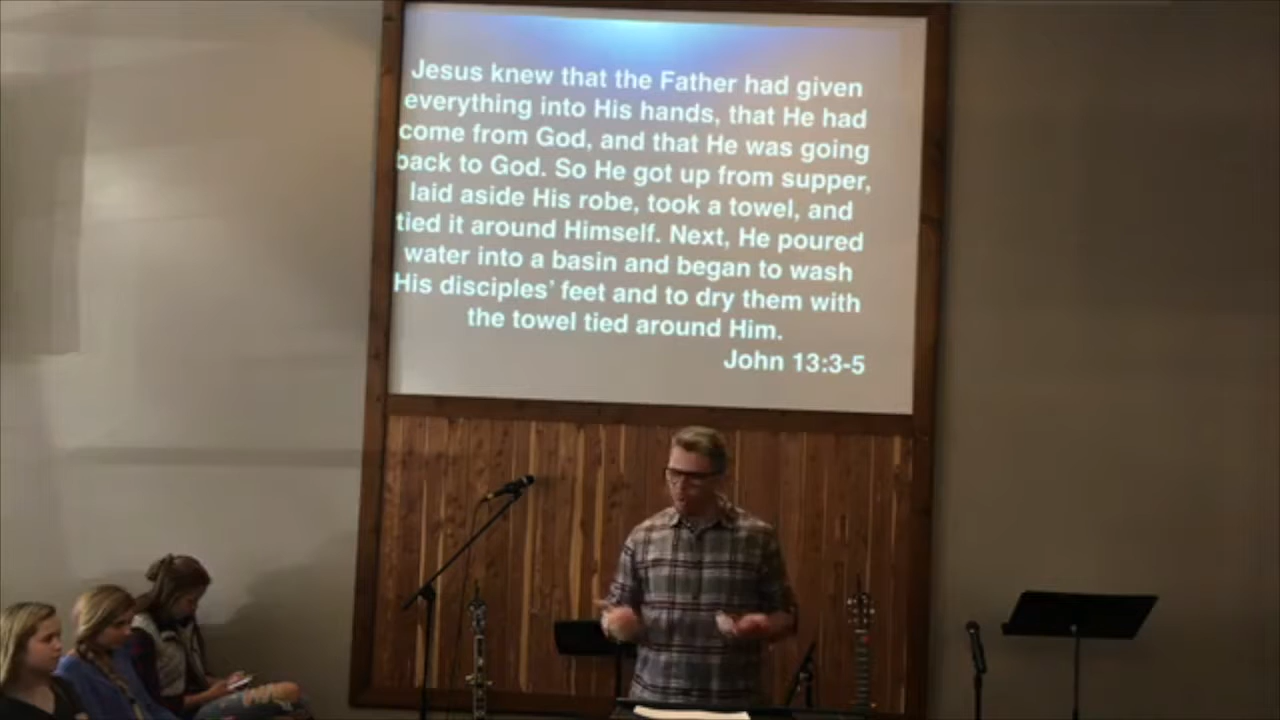 Jesus knew that the Father had given
everything into His hands, that He had
come from God, and that He was going
back to God. So He got up from supper,
laid aside His robe, took a towel, and
tied it around Himself. Next, He poured
water into a basin and began to wash
His disciples’ feet and to dry them with
the towel tied around Him.
John 13:3-5